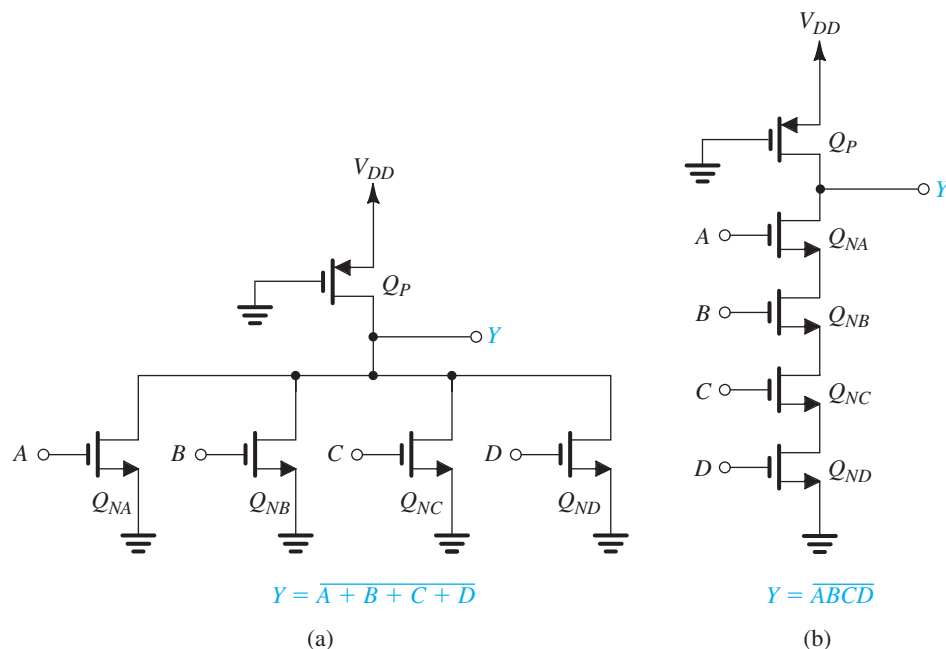 V_DD
Q_P
Y
A
Q_NA
B
Q_NB
C
Q_NC
D
Q_ND
Y = \overline{A + B + C + D}
(a)
V_DD
Q_P
Y
A
Q_NA
B
Q_NB
C
Q_NC
D
Q_ND
Y = \overline{ABCD}
(b)